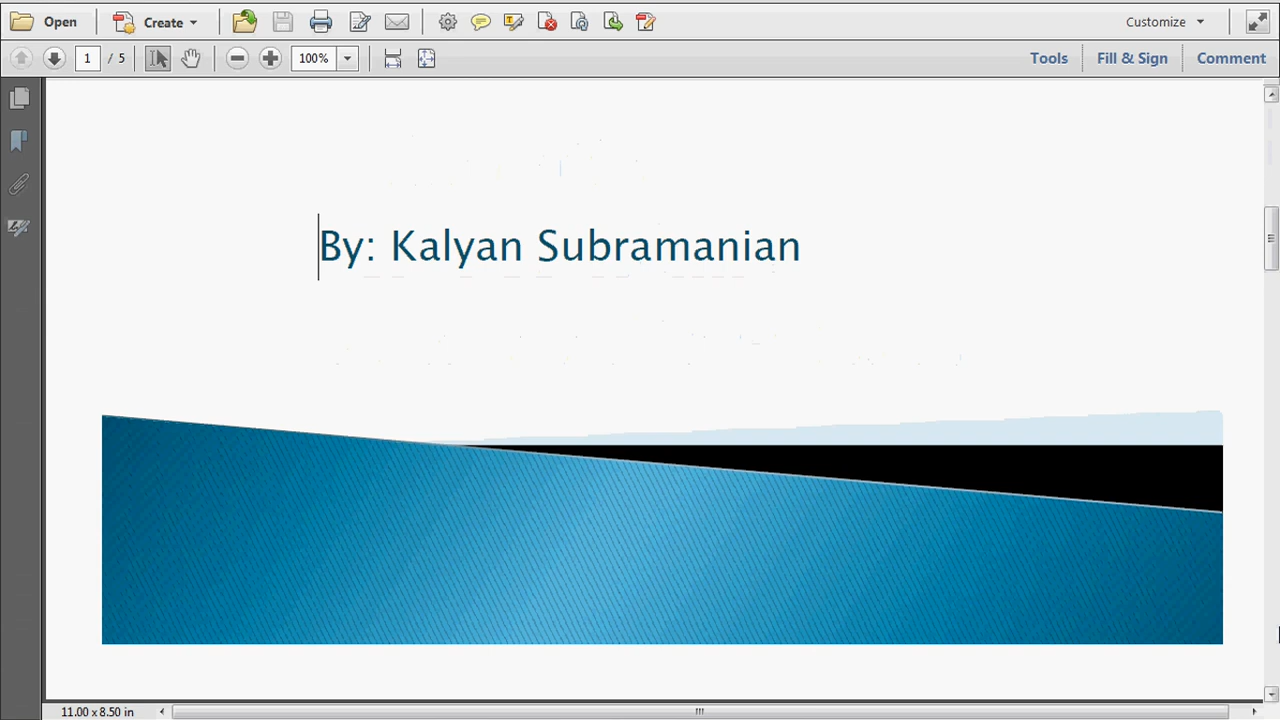 Open Create Customize
1 / 5 100% Tools Fill & Sign Comment
By: Kalyan Subramanian
11.00 x 8.50 in